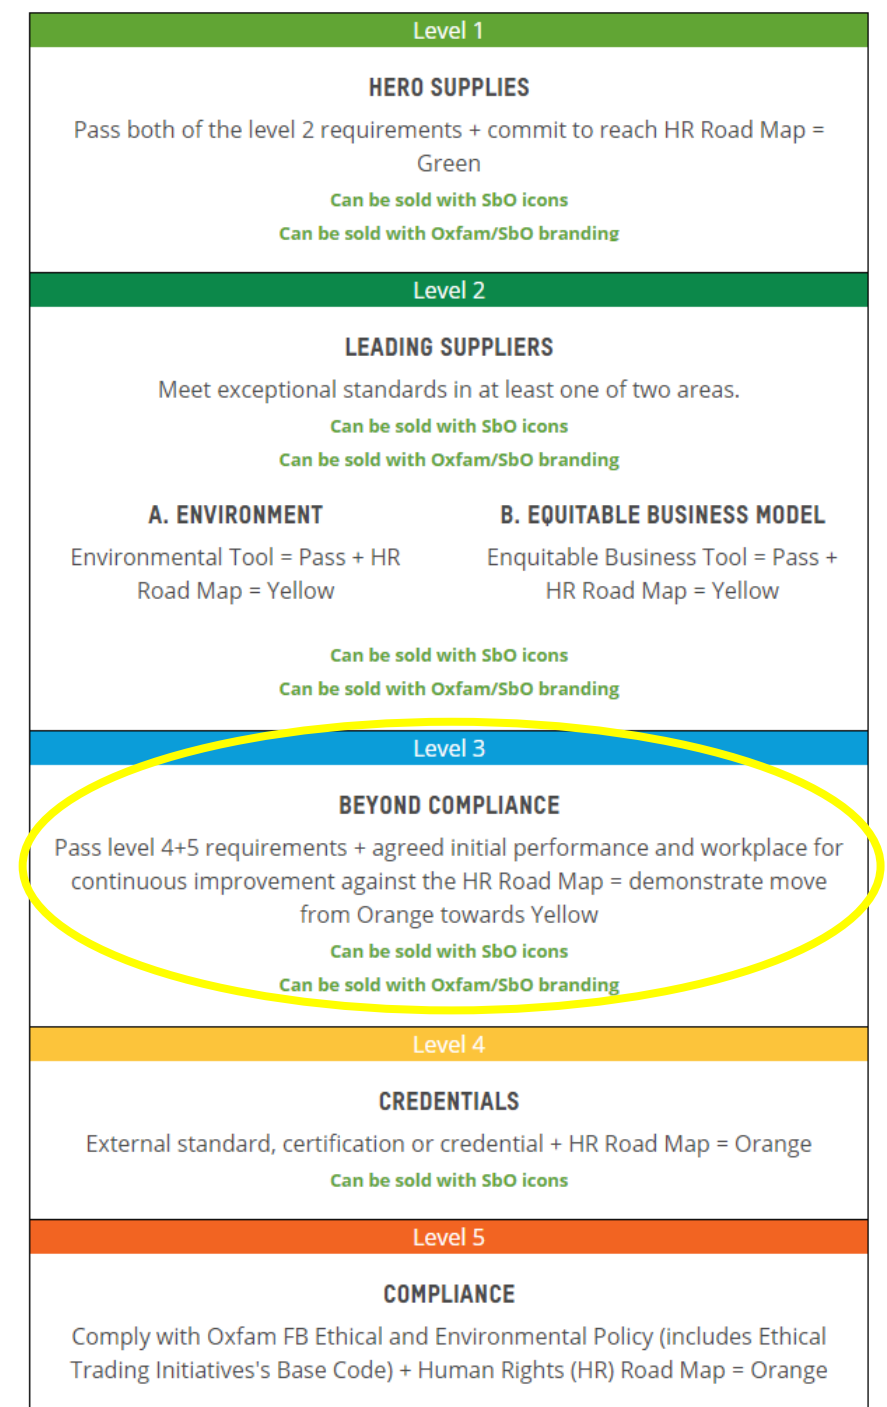 Level 1
HERO SUPPLIES
Pass both of the level 2 requirements + commit to reach HR Road Map =
Green
Can be sold with SbO icons
Can be sold with Oxfam/SbO branding
Level 2
LEADING SUPPLIERS
Meet exceptional standards in at least one of two areas.
Can be sold with SbO icons
Can be sold with Oxfam/SbO branding
A. ENVIRONMENT
Environmental Tool = Pass + HR
Road Map = Yellow
B. EQUITABLE BUSINESS MODEL
Enquitable Business Tool = Pass +
HR Road Map = Yellow
Can be sold with SbO icons
Can be sold with Oxfam/SbO branding
Level 3
BEYOND COMPLIANCE
Pass level 4+5 requirements + agreed initial performance and workplace for
continuous improvement against the HR Road Map = demonstrate move
from Orange towards Yellow
Can be sold with SbO icons
Can be sold with Oxfam/SbO branding
Level 4
CREDENTIALS
External standard, certification or credential + HR Road Map = Orange
Can be sold with SbO icons
Level 5
COMPLIANCE
Comply with Oxfam FB Ethical and Environmental Policy (includes Ethical
Trading Initiatives's Base Code) + Human Rights (HR) Road Map = Orange